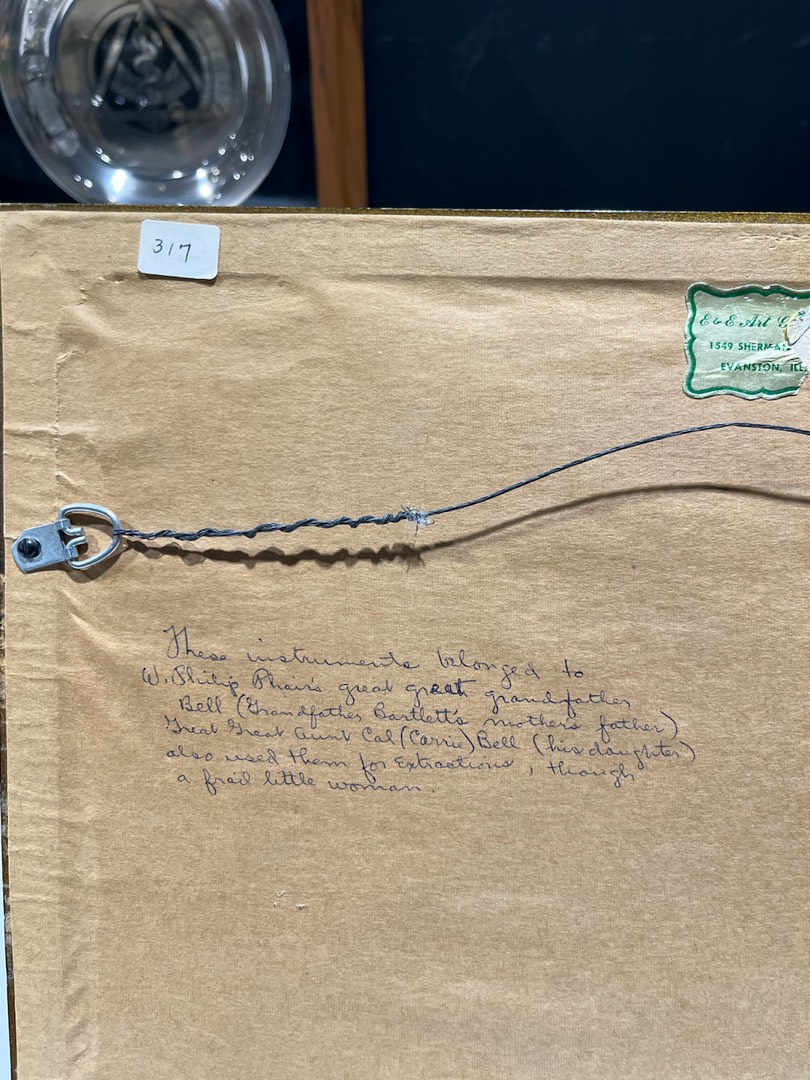 317
E & E Art
1549 SHERMAN
EVANSTON, ILL.
These instruments belonged to
W. Philip Phair's great great grandfather
Bell (Grandfather Bartlett's mother's father)
Great Great Aunt Cal (Carrie) Bell (his daughter)
also used them for Extractions, though
a frail little woman.